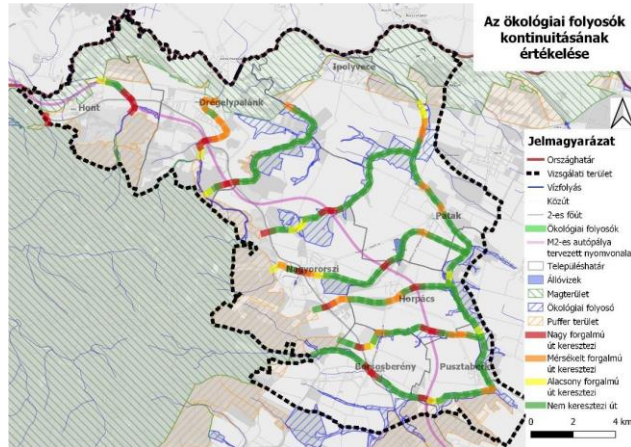 Az ökológiai folyosók
kontinuitásának
értékelése
Ipolyvece
Drégelypalánk
Hont
Patak
Nagyoroszi
Horpács
Borsosberény
Pusztaberki
Jelmagyarázat
Országhatár
Vizsgálati terület
Vízfolyás
Közút
2-es főút
Ökológiai folyosók
M2-es autópálya
tervezett nyomvonala
Településhatár
Állóvizek
Magterület
Ökológiai folyosó
Puffer terület
Nagy forgalmú
út keresztezi
Mérsékelt forgalmú
út keresztezi
Alacsony forgalmú
út keresztezi
Nem keresztezi út
0 2 4 km